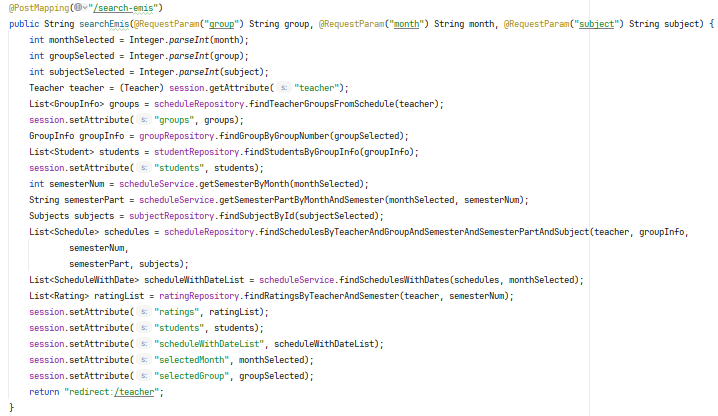 @PostMapping("/search-emis")
public String searchEmis(@RequestParam("group") String group, @RequestParam("month") String month, @RequestParam("subject") String subject) {
    int monthSelected = Integer.parseInt(month);
    int groupSelected = Integer.parseInt(group);
    int subjectSelected = Integer.parseInt(subject);
    Teacher teacher = (Teacher) session.getAttribute( s: "teacher");
    List<GroupInfo> groups = scheduleRepository.findTeacherGroupsFromSchedule(teacher);
    session.setAttribute( s: "groups", groups);
    GroupInfo groupInfo = groupRepository.findGroupByGroupNumber(groupSelected);
    List<Student> students = studentRepository.findStudentsByGroupInfo(groupInfo);
    session.setAttribute( s: "students", students);
    int semesterNum = scheduleService.getSemesterByMonth(monthSelected);
    String semesterPart = scheduleService.getSemesterPartByMonthAndSemester(monthSelected, semesterNum);
    Subjects subjects = subjectRepository.findSubjectById(subjectSelected);
    List<Schedule> schedules = scheduleRepository.findSchedulesByTeacherAndGroupAndSemesterAndSemesterPartAndSubject(teacher, groupInfo,
            semesterNum,
            semesterPart, subjects);
    List<ScheduleWithDate> scheduleWithDateList = scheduleService.findSchedulesWithDates(schedules, monthSelected);
    List<Rating> ratingList = ratingRepository.findRatingsByTeacherAndSemester(teacher, semesterNum);
    session.setAttribute( s: "ratings", ratingList);
    session.setAttribute( s: "students", students);
    session.setAttribute( s: "scheduleWithDateList", scheduleWithDateList);
    session.setAttribute( s: "selectedMonth", monthSelected);
    session.setAttribute( s: "selectedGroup", groupSelected);
    return "redirect:/teacher";
}